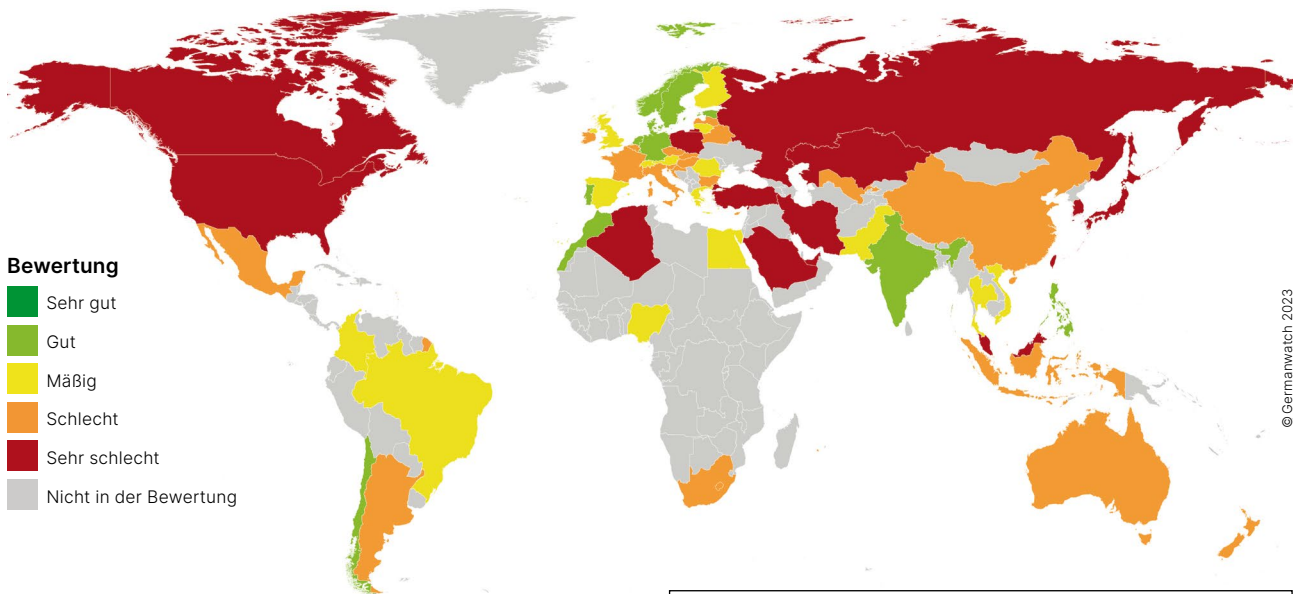 Bewertung
Sehr gut
Gut
Mäßig
Schlecht
Sehr schlecht
Nicht in der Bewertung
©Germanwatch 2023